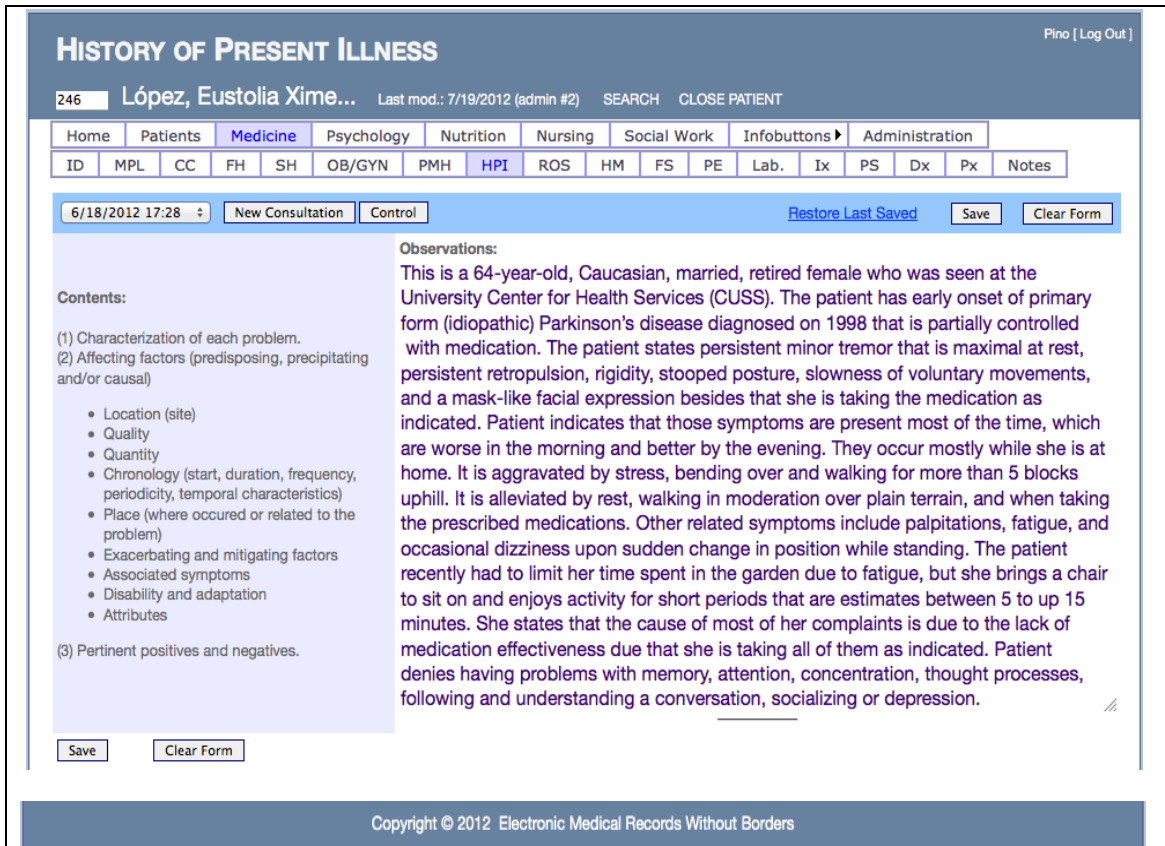 HISTORY OF PRESENT ILLNESS
Pino [ Log Out ]
246 López, Eustolia Xime... Last mod.: 7/19/2012 (admin #2) SEARCH CLOSE PATIENT
Home Patients Medicine Psychology Nutrition Nursing Social Work Infobuttons Administration
ID MPL CC FH SH OB/GYN PMH HPI ROS HM FS PE Lab. Ix PS Dx Px Notes
6/18/2012 17:28 New Consultation Control Restore Last Saved Save Clear Form
Contents:
(1) Characterization of each problem.
(2) Affecting factors (predisposing, precipitating
and/or causal)
• Location (site)
• Quality
• Quantity
• Chronology (start, duration, frequency,
periodicity, temporal characteristics)
• Place (where occured or related to the
problem)
• Exacerbating and mitigating factors
• Associated symptoms
• Disability and adaptation
• Attributes
(3) Pertinent positives and negatives.
Observations:
This is a 64-year-old, Caucasian, married, retired female who was seen at the
University Center for Health Services (CUSS). The patient has early onset of primary
form (idiopathic) Parkinson's disease diagnosed on 1998 that is partially controlled
with medication. The patient states persistent minor tremor that is maximal at rest,
persistent retropulsion, rigidity, stooped posture, slowness of voluntary movements,
and a mask-like facial expression besides that she is taking the medication as
indicated. Patient indicates that those symptoms are present most of the time, which
are worse in the morning and better by the evening. They occur mostly while she is at
home. It is aggravated by stress, bending over and walking for more than 5 blocks
uphill. It is alleviated by rest, walking in moderation over plain terrain, and when taking
the prescribed medications. Other related symptoms include palpitations, fatigue, and
occasional dizziness upon sudden change in position while standing. The patient
recently had to limit her time spent in the garden due to fatigue, but she brings a chair
to sit on and enjoys activity for short periods that are estimates between 5 to up 15
minutes. She states that the cause of most of her complaints is due to the lack of
medication effectiveness due that she is taking all of them as indicated. Patient
denies having problems with memory, attention, concentration, thought processes,
following and understanding a conversation, socializing or depression.
Save Clear Form
Copyright © 2012 Electronic Medical Records Without Borders